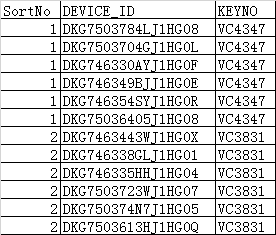 SortNo DEVICE_ID KEYNO
1 DKG7503784LJ1HG08 VC4347
1 DKG7503704GJ1HG0L VC4347
1 DKG746330AYJ1HG0F VC4347
1 DKG746349BJJ1HG0E VC4347
1 DKG746354SYJ1HG0R VC4347
1 DKG75036405J1HG08 VC4347
2 DKG7463443WJ1HG0X VC3831
2 DKG746338GLJ1HG01 VC3831
2 DKG746335HHJ1HG04 VC3831
2 DKG7503723WJ1HG07 VC3831
2 DKG750374N7J1HG05 VC3831
2 DKG7503613HJ1HG0Q VC3831